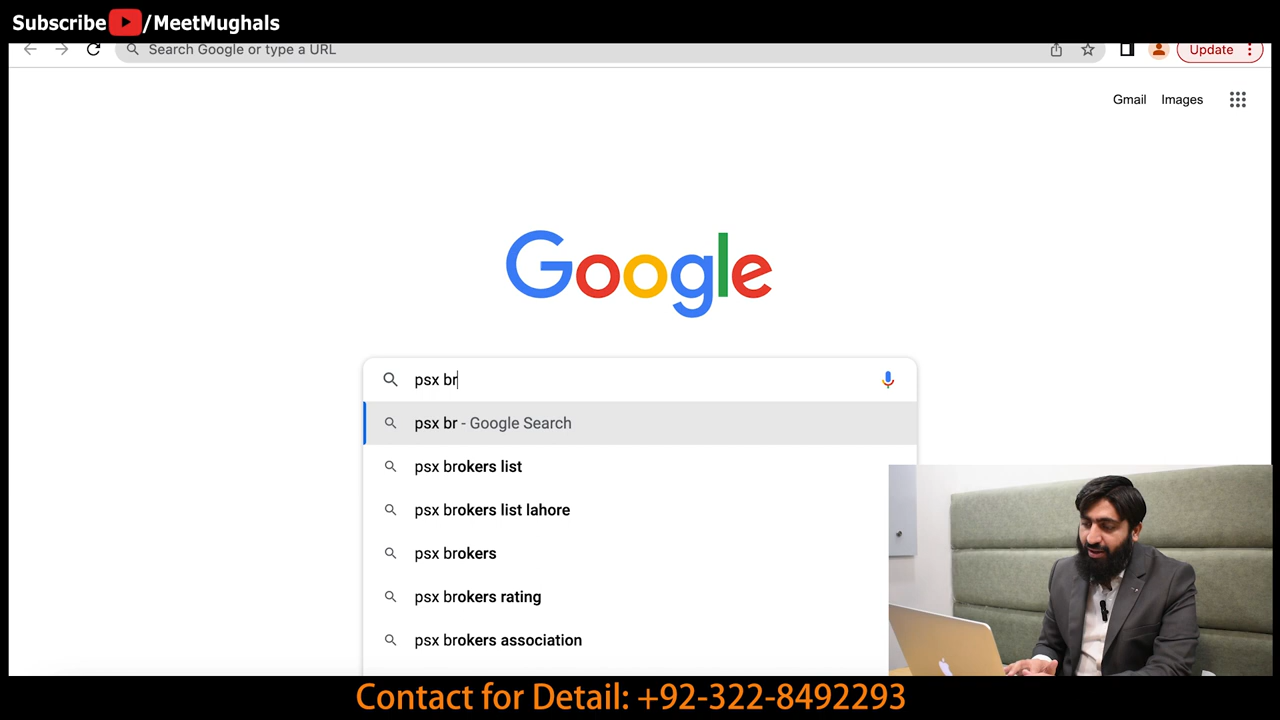 Subscribe /MeetMughals
Search Google or type a URL
Update
Gmail Images
Google
psx br
psx br - Google Search
psx brokers list
psx brokers list lahore
psx brokers
psx brokers rating
psx brokers association
Contact for Detail: +92-322-8492293